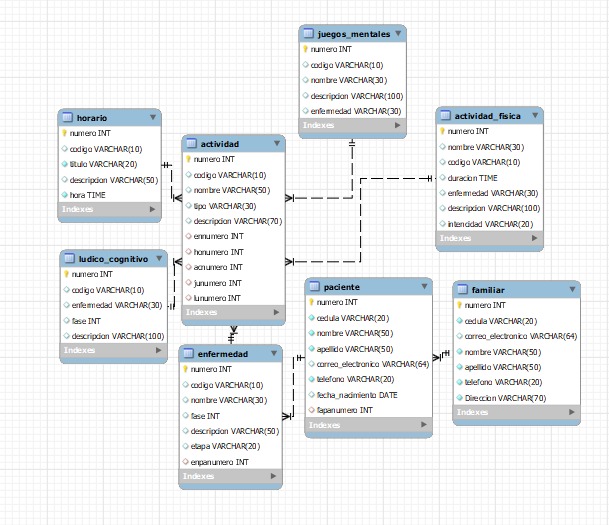 juegos_mentales
numero INT
codigo VARCHAR(10)
nombre VARCHAR(30)
descripcion VARCHAR(100)
enfermedad VARCHAR(30)
Indexes
horario
numero INT
codigo VARCHAR(10)
titulo VARCHAR(20)
descripcion VARCHAR(50)
hora TIME
Indexes
actividad
numero INT
codigo VARCHAR(10)
nombre VARCHAR(50)
tipo VARCHAR(30)
descripcion VARCHAR(70)
ennumero INT
honumero INT
acnumero INT
junumero INT
lunumero INT
Indexes
actividad_fisica
numero INT
nombre VARCHAR(30)
codigo VARCHAR(10)
duracion TIME
enfermedad VARCHAR(30)
descripcion VARCHAR(100)
intencidad VARCHAR(20)
Indexes
ludico_cognitivo
numero INT
codigo VARCHAR(10)
enfermedad VARCHAR(30)
fase INT
descripcion VARCHAR(100)
Indexes
paciente
numero INT
cedula VARCHAR(20)
nombre VARCHAR(50)
apellido VARCHAR(50)
correo_electronico VARCHAR(64)
telefono VARCHAR(20)
fecha_nacimiento DATE
fapanumero INT
Indexes
familiar
numero INT
cedula VARCHAR(20)
correo_electronico VARCHAR(64)
nombre VARCHAR(50)
apellido VARCHAR(50)
telefono VARCHAR(20)
Direccion VARCHAR(70)
Indexes
enfermedad
numero INT
codigo VARCHAR(10)
nombre VARCHAR(30)
fase INT
descripcion VARCHAR(50)
etapa VARCHAR(20)
enpanumero INT
Indexes